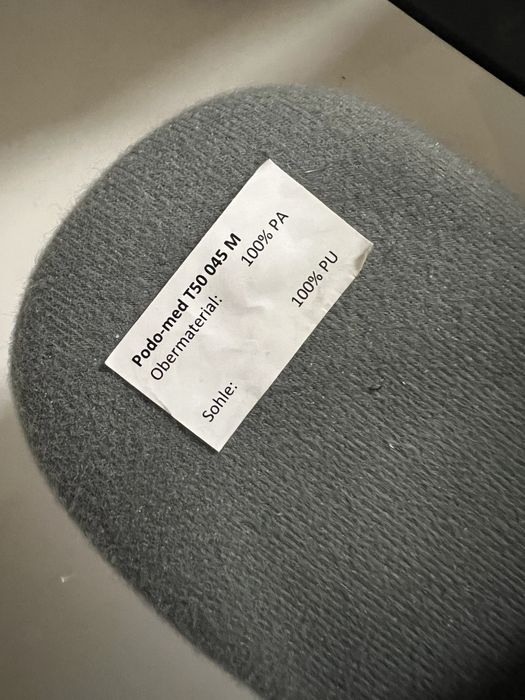 Podo-med T50 045 M
Obermaterial: 100% PA
Sohle: 100% PU